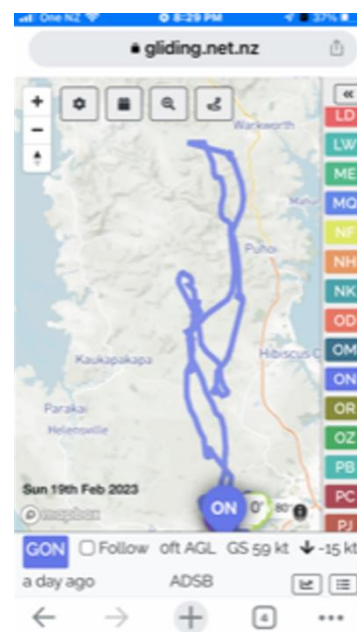 One NZ 8:29 PM 37%
gliding.net.nz
+
−
«
LD
LW
ME
MQ
NF
NH
NK
OD
OM
ON
OR
OZ
PB
PC
PJ
Warkworth
Puhoi
Kaukapakapa
Hibiscus C
Parakai
Helensville
Sun 19th Feb 2023
mapbox
ON
0'
80°
GON Follow 0ft AGL GS 59 kt -15 kt
a day ago ADSB
4